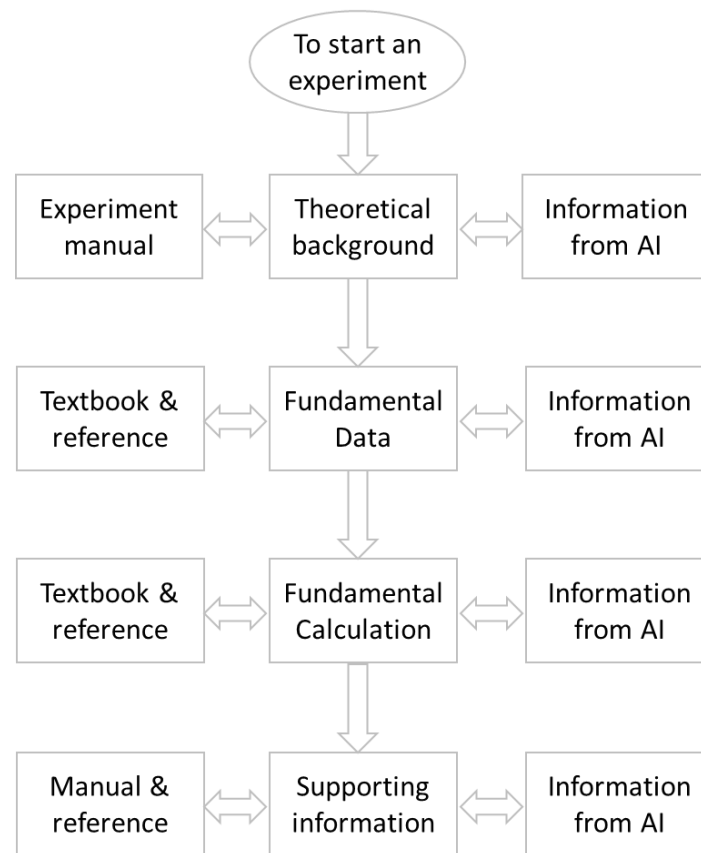 To start an
experiment
Experiment
manual
Theoretical
background
Information
from AI
Textbook &
reference
Fundamental
Data
Information
from AI
Textbook &
reference
Fundamental
Calculation
Information
from AI
Manual &
reference
Supporting
information
Information
from AI